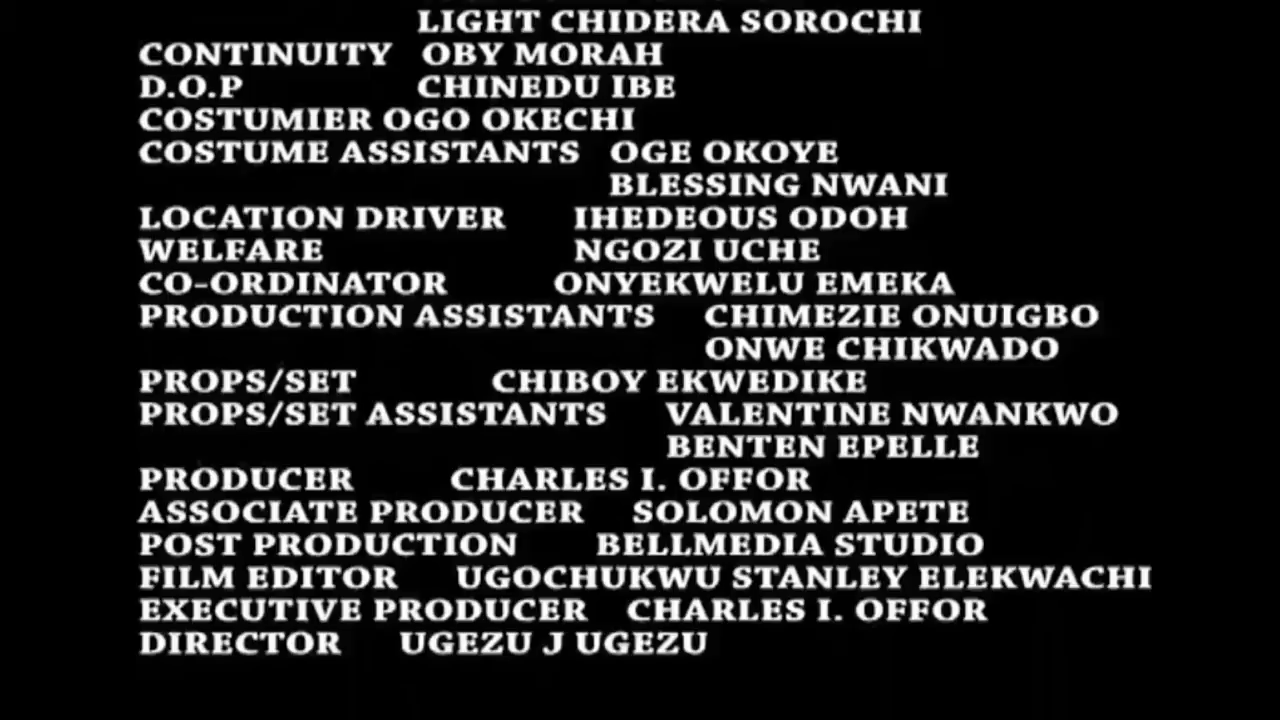 LIGHT CHIDERA SOROCHI
CONTINUITY OBY MORAH
D.O.P CHINEDU IBE
COSTUMIER OGO OKECHI
COSTUME ASSISTANTS OGE OKOYE
BLESSING NWANI
LOCATION DRIVER IHEDEOUS ODOH
WELFARE NGOZI UCHE
CO-ORDINATOR ONYEKWELU EMEKA
PRODUCTION ASSISTANTS CHIMEZIE ONUIGBO
ONWE CHIKWADO
PROPS/SET CHIBOY EKWEDIKE
PROPS/SET ASSISTANTS VALENTINE NWANKWO
BENTEN EPELLE
PRODUCER CHARLES I. OFFOR
ASSOCIATE PRODUCER SOLOMON APETE
POST PRODUCTION BELLMEDIA STUDIO
FILM EDITOR UGOCHUKWU STANLEY ELEKWACHI
EXECUTIVE PRODUCER CHARLES I. OFFOR
DIRECTOR UGEZU J UGEZU